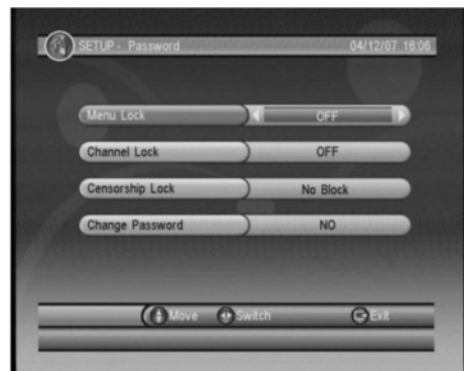 SETUP - Password 04/12/07 16:06
Menu Lock OFF
Channel Lock OFF
Censorship Lock No Block
Change Password NO
Move Switch Exit